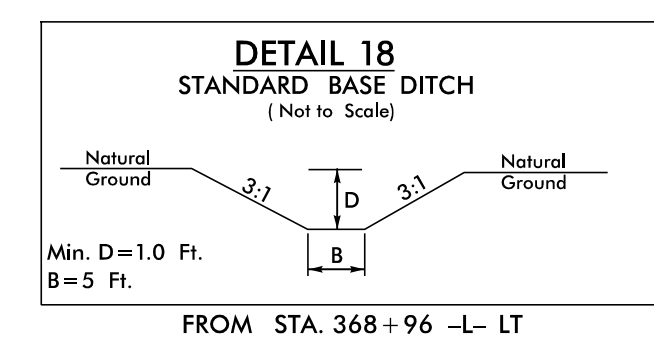 DETAIL 18
STANDARD BASE DITCH
( Not to Scale)
Natural
Ground
3:1
D
3:1
Natural
Ground
B
Min. D=1.0 Ft.
B=5 Ft.
FROM STA. 368+96 -L- LT